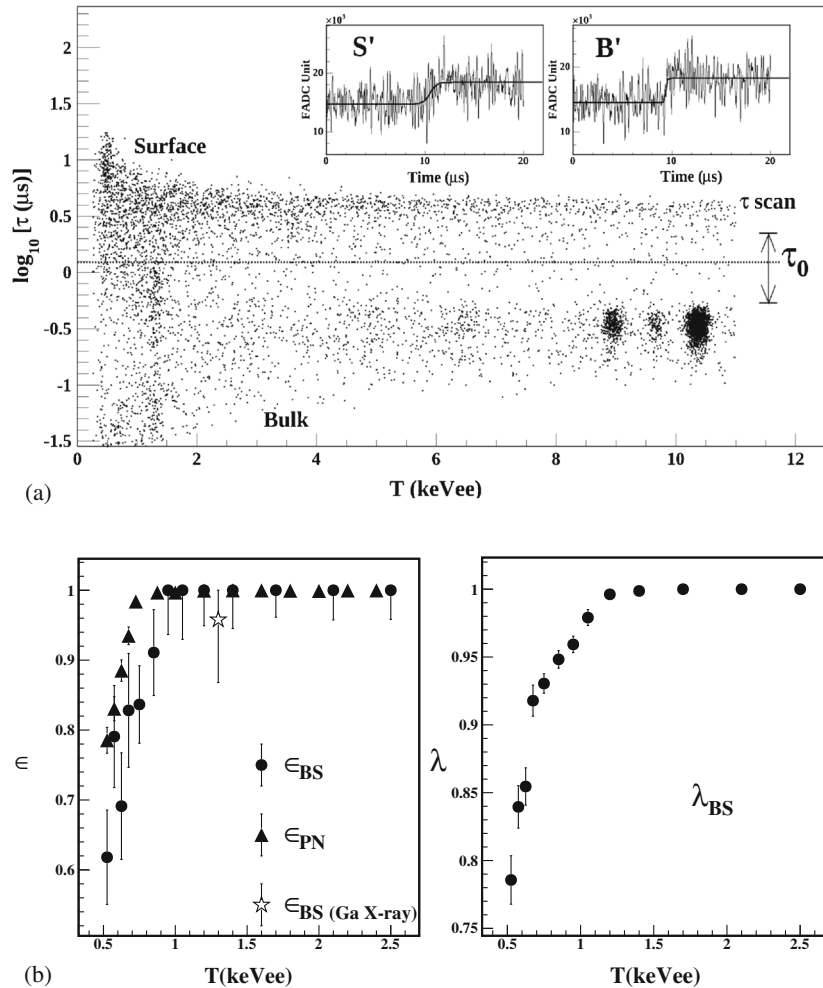 ×10³
×10³
S'
B'
FADC Unit
FADC Unit
20
10
20
10
0
10
20
0
10
20
Time (μs)
Time (μs)
2
1.5
1
0.5
0
-0.5
-1
-1.5
log₁₀ [τ (μs)]
Surface
τ scan
τ₀
Bulk
0
2
4
6
8
10
12
T (keVee)
(a)
1
0.9
0.8
0.7
0.6
∈
∈BS
∈PN
∈BS (Ga X-ray)
0.5
1
1.5
2
2.5
T(keVee)
1
0.95
0.9
0.85
0.8
0.75
λ
λBS
0.5
1
1.5
2
2.5
T(keVee)
(b)